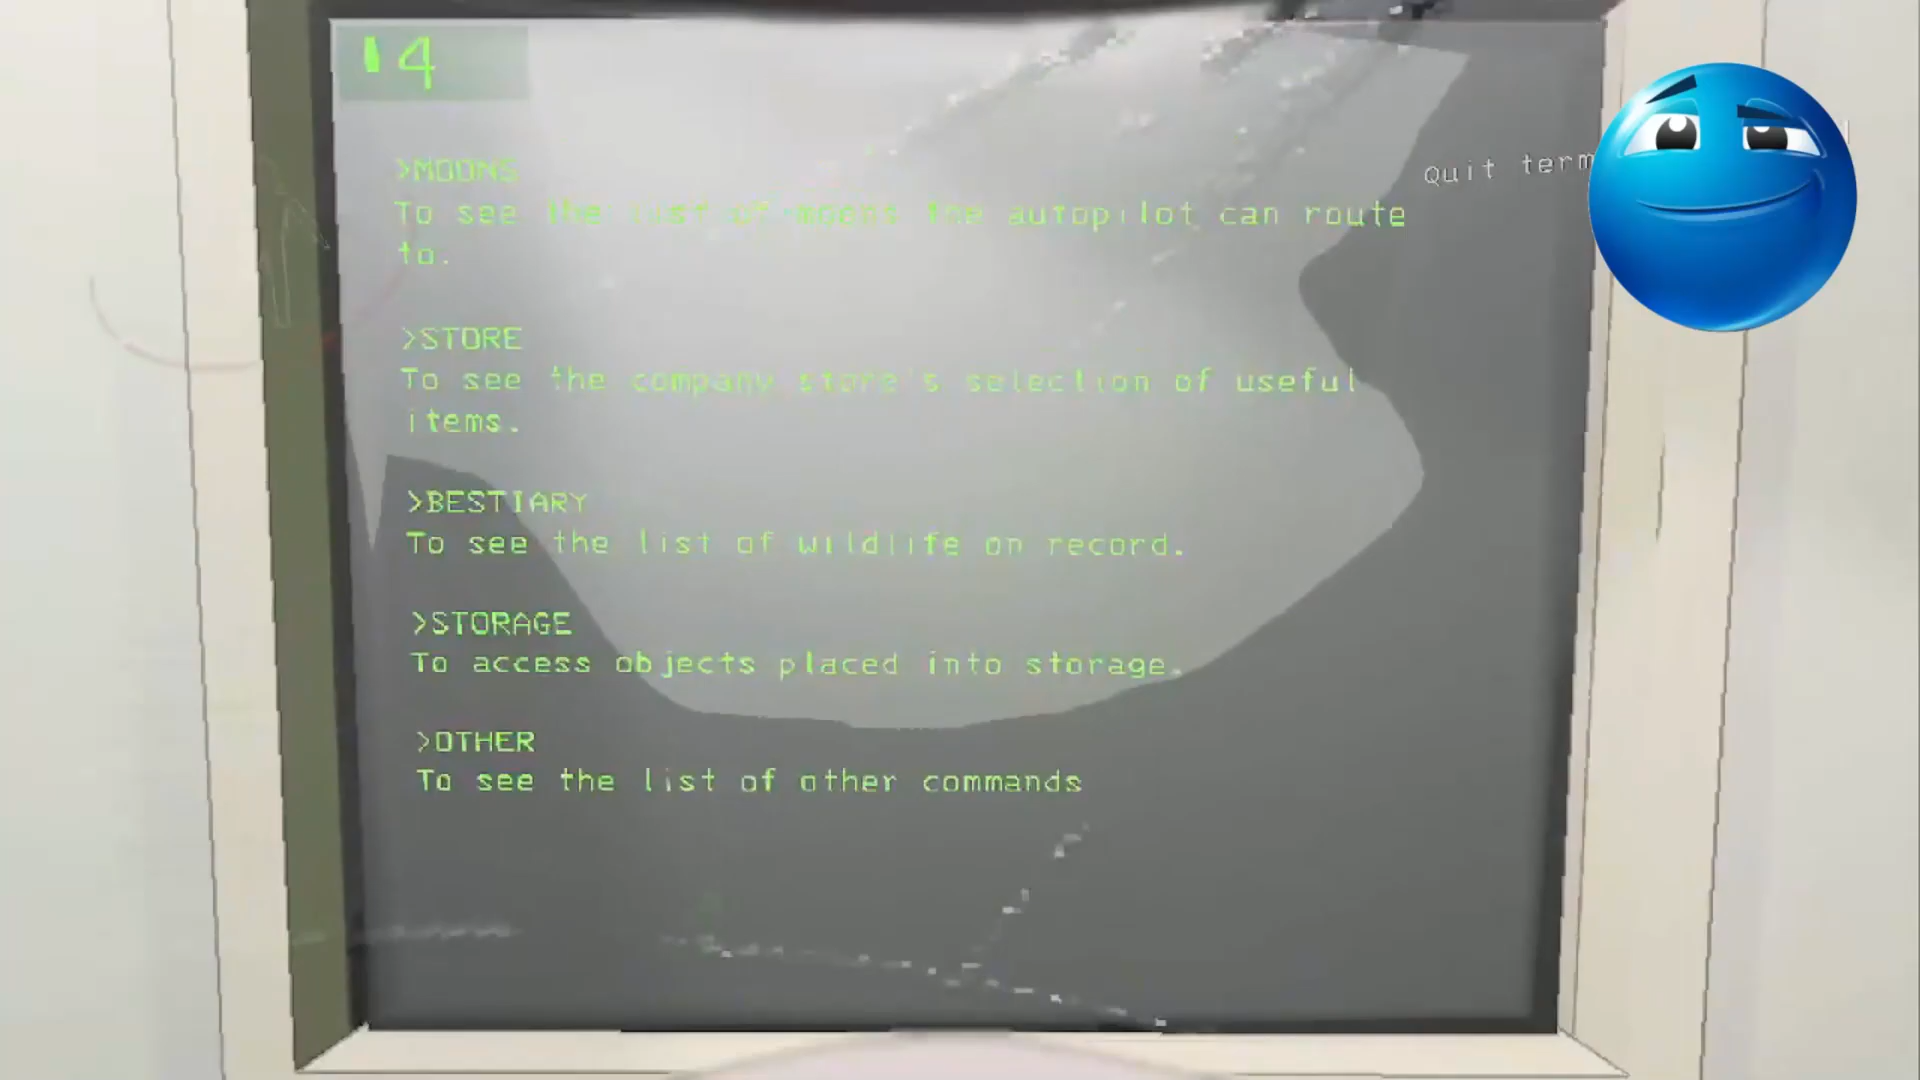 4
>MOONS
To see the list of moons the autopilot can route
to.
Quit term
>STORE
To see the company store's selection of useful
items.
>BESTIARY
To see the list of wildlife on record.
>STORAGE
To access objects placed into storage.
>OTHER
To see the list of other commands